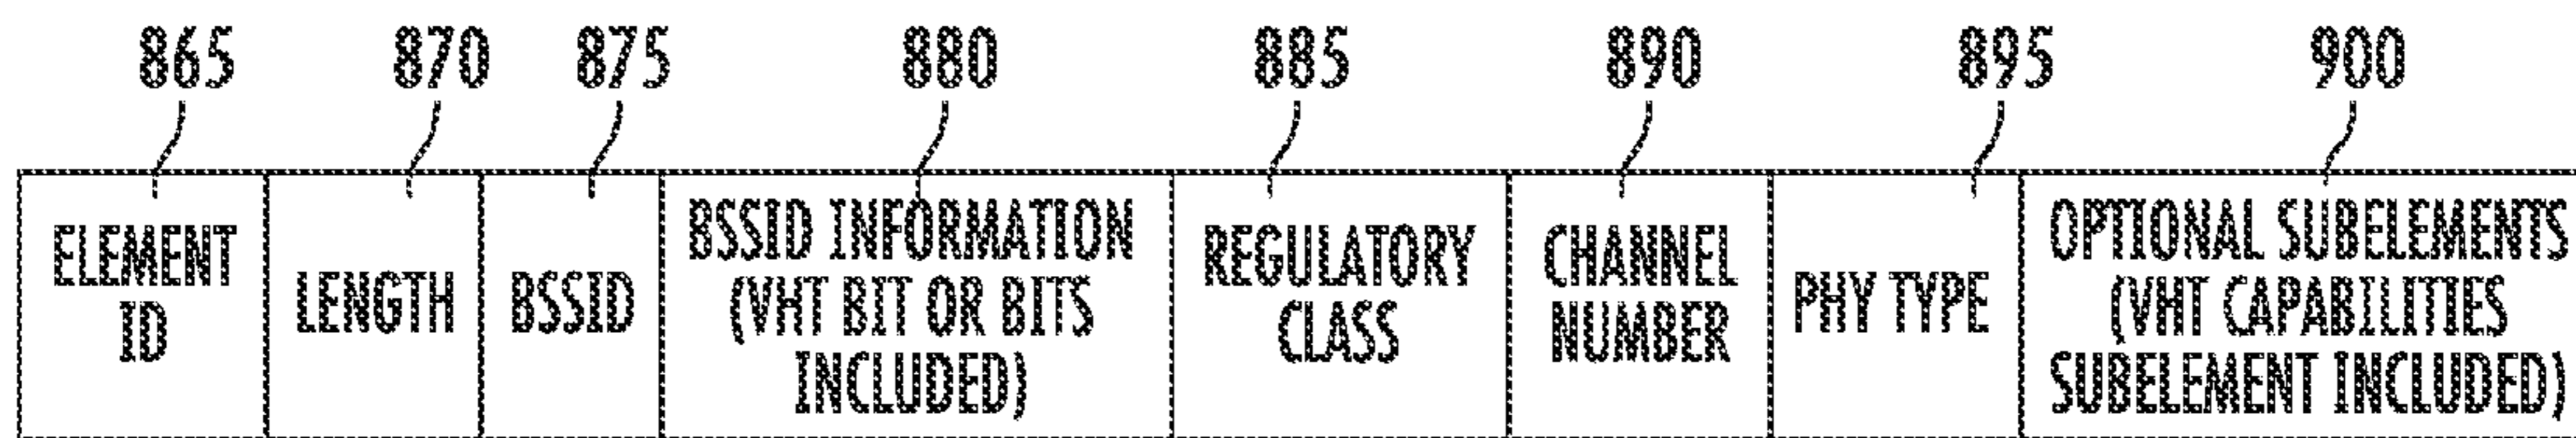 865 870 875 880 885 890 895 900
ELEMENT
ID
LENGTH
BSSID
BSSID INFORMATION
(VHT BIT OR BITS
INCLUDED)
REGULATORY
CLASS
CHANNEL
NUMBER
PHY TYPE
OPTIONAL SUBELEMENTS
(VHT CAPABILITIES
SUBELEMENT INCLUDED)